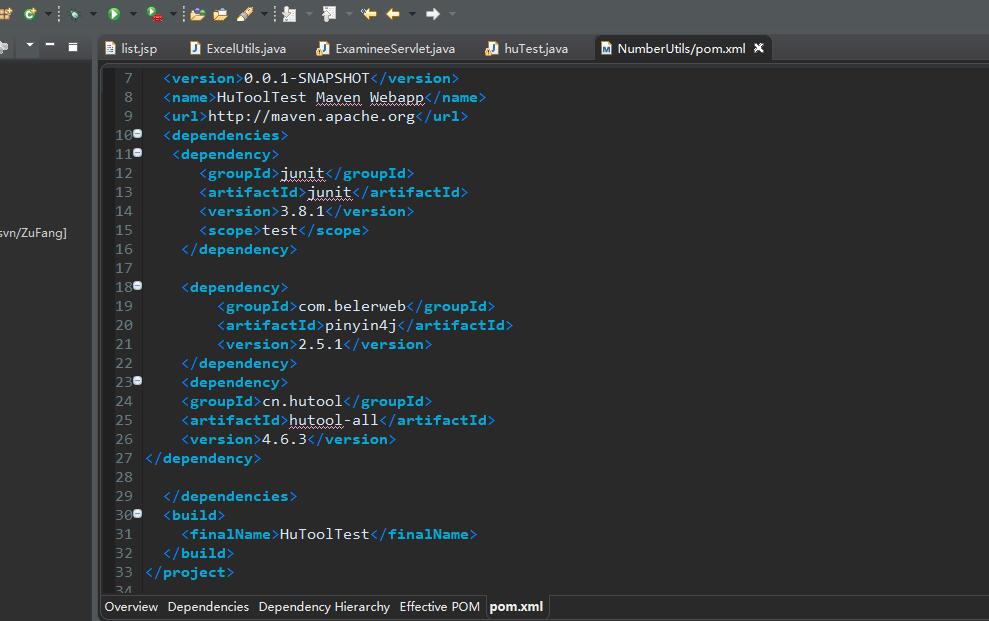 list.jsp ExcelUtils.java ExamineeServlet.java huTest.java NumberUtils/pom.xml
svn/ZuFang]
7 <version>0.0.1-SNAPSHOT</version>
8 <name>HuToolTest Maven Webapp</name>
9 <url>http://maven.apache.org</url>
10 <dependencies>
11 <dependency>
12 <groupId>junit</groupId>
13 <artifactId>junit</artifactId>
14 <version>3.8.1</version>
15 <scope>test</scope>
16 </dependency>
17
18 <dependency>
19 <groupId>com.belerweb</groupId>
20 <artifactId>pinyin4j</artifactId>
21 <version>2.5.1</version>
22 </dependency>
23 <dependency>
24 <groupId>cn.hutool</groupId>
25 <artifactId>hutool-all</artifactId>
26 <version>4.6.3</version>
27 </dependency>
28
29 </dependencies>
30 <build>
31 <finalName>HuToolTest</finalName>
32 </build>
33 </project>
34
Overview Dependencies Dependency Hierarchy Effective POM pom.xml